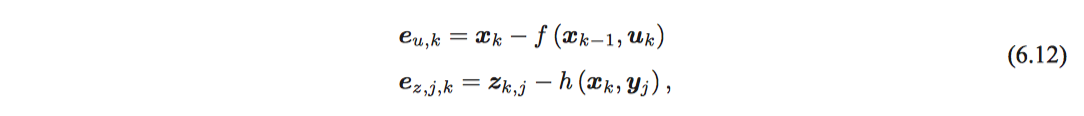 e_{u,k} = x_k − f (x_{k−1}, u_k)
e_{z,j,k} = z_{k,j} − h (x_k, y_j) ,
(6.12)